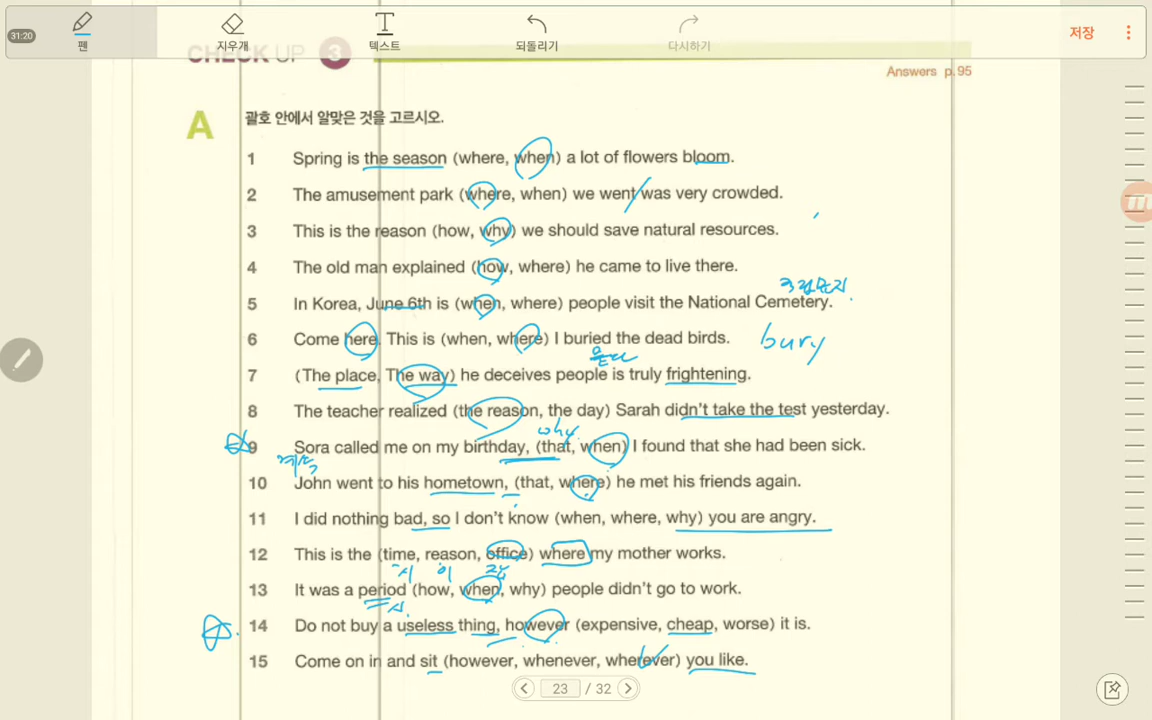 31:20
펜
지우개
텍스트
되돌리기
다시하기
저장
CHECK UP 3
Answers p.95
A 괄호 안에서 알맞은 것을 고르시오.
1 Spring is the season (where, when) a lot of flowers bloom.
2 The amusement park (where, when) we went was very crowded.
3 This is the reason (how, why) we should save natural resources.
4 The old man explained (how, where) he came to live there.
5 In Korea, June 6th is (when, where) people visit the National Cemetery.
6 Come here. This is (when, where) I buried the dead birds.
bury
7 (The place, The way) he deceives people is truly frightening.
8 The teacher realized (the reason, the day) Sarah didn't take the test yesterday.
why
9 Sora called me on my birthday, (that, when) I found that she had been sick.
10 John went to his hometown, (that, where) he met his friends again.
11 I did nothing bad, so I don't know (when, where, why) you are angry.
12 This is the (time, reason, office) where my mother works.
시 이
13 It was a period (how, when, why) people didn't go to work.
14 Do not buy a useless thing, however (expensive, cheap, worse) it is.
15 Come on in and sit (however, whenever, wherever) you like.
23 / 32